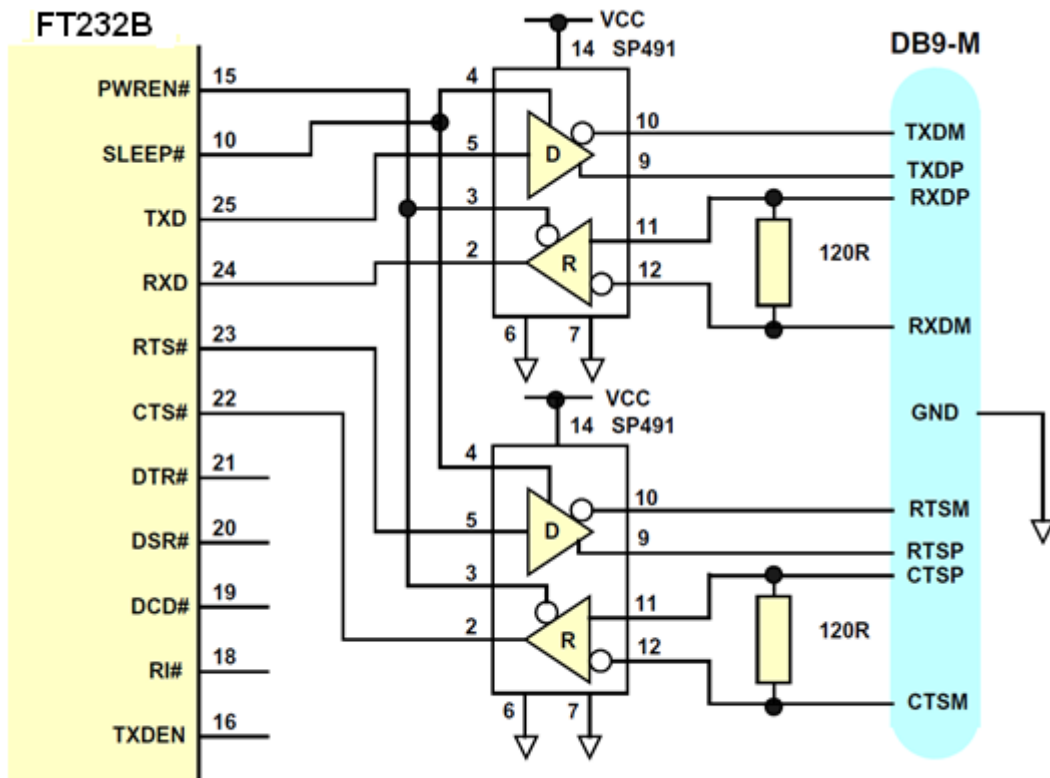 FT232B
VCC
14 SP491
DB9-M
PWREN# 15
4
10 TXDM
SLEEP# 10
5
D
9 TXDP
TXD 25
3
RXDP
11
RXD 24
2
R
12
120R
RTS# 23
6 7
RXDM
CTS# 22
VCC
14 SP491
GND
DTR# 21
4
10 RTSM
DSR# 20
5
D
9 RTSP
DCD# 19
3
CTSP
11
RI# 18
2
R
12
120R
TXDEN 16
6 7
CTSM